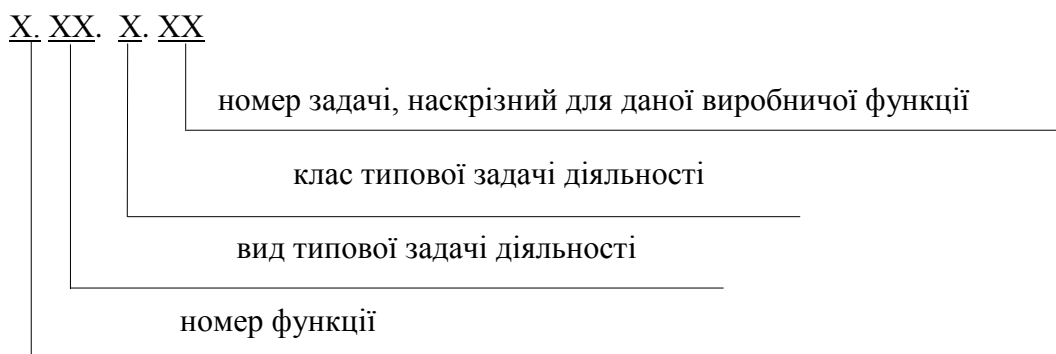 Х. ХХ. Х. ХХ
номер задачі, наскрізний для даної виробничої функції
клас типової задачі діяльності
вид типової задачі діяльності
номер функції